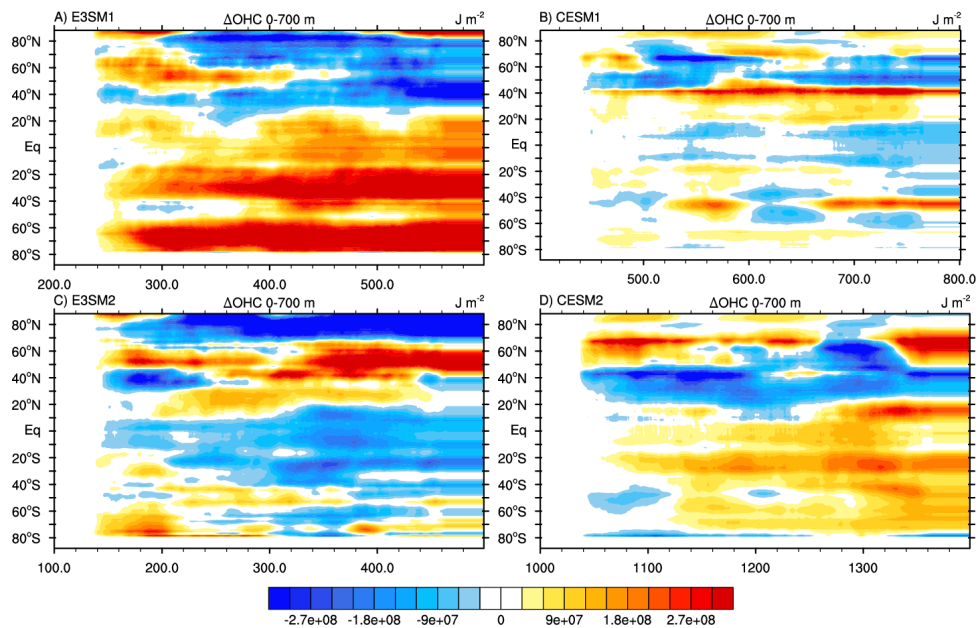 A) E3SM1 ΔOHC 0-700 m J m⁻²
80°N
60°N
40°N
20°N
Eq
20°S
40°S
60°S
80°S
200.0 300.0 400.0 500.0
B) CESM1 ΔOHC 0-700 m J m⁻²
80°N
60°N
40°N
20°N
Eq
20°S
40°S
60°S
80°S
500.0 600.0 700.0 800.0
C) E3SM2 ΔOHC 0-700 m J m⁻²
80°N
60°N
40°N
20°N
Eq
20°S
40°S
60°S
80°S
100.0 200.0 300.0 400.0
D) CESM2 ΔOHC 0-700 m J m⁻²
80°N
60°N
40°N
20°N
Eq
20°S
40°S
60°S
80°S
1000 1100 1200 1300
-2.7e+08 -1.8e+08 -9e+07 0 9e+07 1.8e+08 2.7e+08